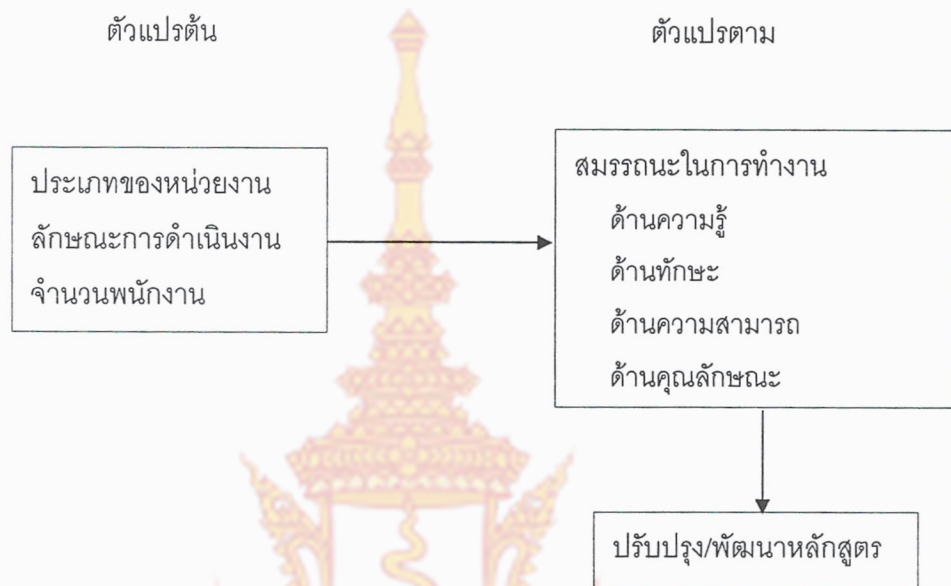 ตัวแปรต้น
ตัวแปรตาม
ประเภทของหน่วยงาน
ลักษณะการดำเนินงาน
จำนวนพนักงาน
สมรรถนะในการทำงาน
ด้านความรู้
ด้านทักษะ
ด้านความสามารถ
ด้านคุณลักษณะ
ปรับปรุง/พัฒนาหลักสูตร